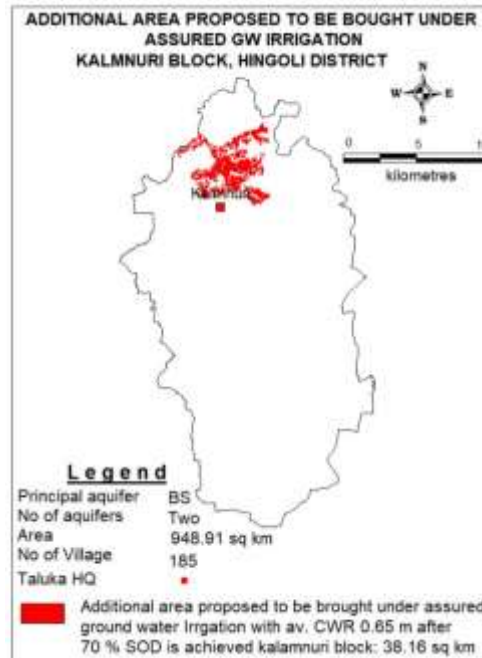 ADDITIONAL AREA PROPOSED TO BE BOUGHT UNDER
ASSURED GW IRRIGATION
KALMNURI BLOCK, HINGOLI DISTRICT
N
W E
S
0 5 10
kilometres
Kalmnuri
Legend
Principal aquifer BS
No of aquifers Two
Area 948.91 sq km
No of Village 185
Taluka HQ
Additional area proposed to be brought under assured
ground water Irrgation with av. CWR 0.65 m after
70 % SOD is achieved kalamnuri block: 38.16 sq km